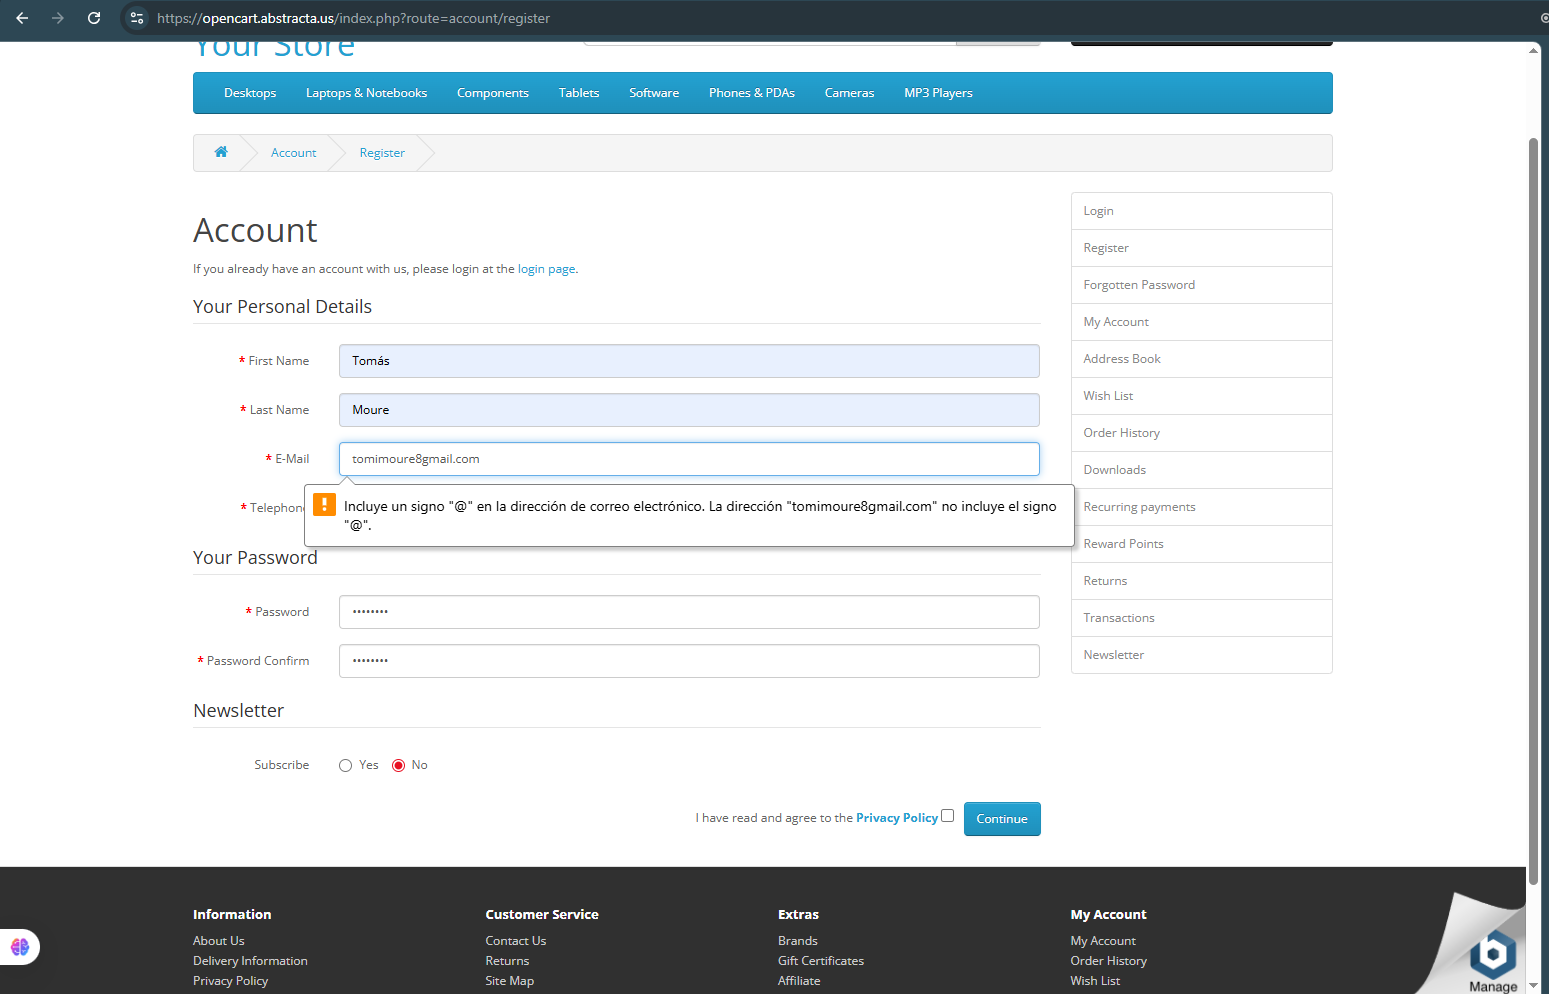 https://opencart.abstracta.us/index.php?route=account/register
Your Store
Desktops Laptops & Notebooks Components Tablets Software Phones & PDAs Cameras MP3 Players
Account Register
Account
If you already have an account with us, please login at the login page.
Your Personal Details
* First Name Tomás
* Last Name Moure
* E-Mail tomimoure8gmail.com
* Telephon
Incluye un signo "@" en la dirección de correo electrónico. La dirección "tomimoure8gmail.com" no incluye el signo
"@".
Your Password
* Password ••••••••
* Password Confirm ••••••••
Newsletter
Subscribe Yes No
I have read and agree to the Privacy Policy Continue
Login
Register
Forgotten Password
My Account
Address Book
Wish List
Order History
Downloads
Recurring payments
Reward Points
Returns
Transactions
Newsletter
Information
About Us
Delivery Information
Privacy Policy
Customer Service
Contact Us
Returns
Site Map
Extras
Brands
Gift Certificates
Affiliate
My Account
My Account
Order History
Wish List
b
Manage